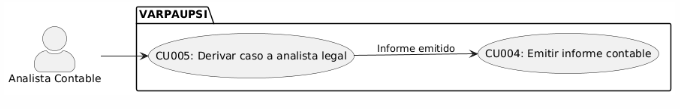 VARPAUPSI
Analista Contable
CU005: Derivar caso a analista legal
Informe emitido
CU004: Emitir informe contable